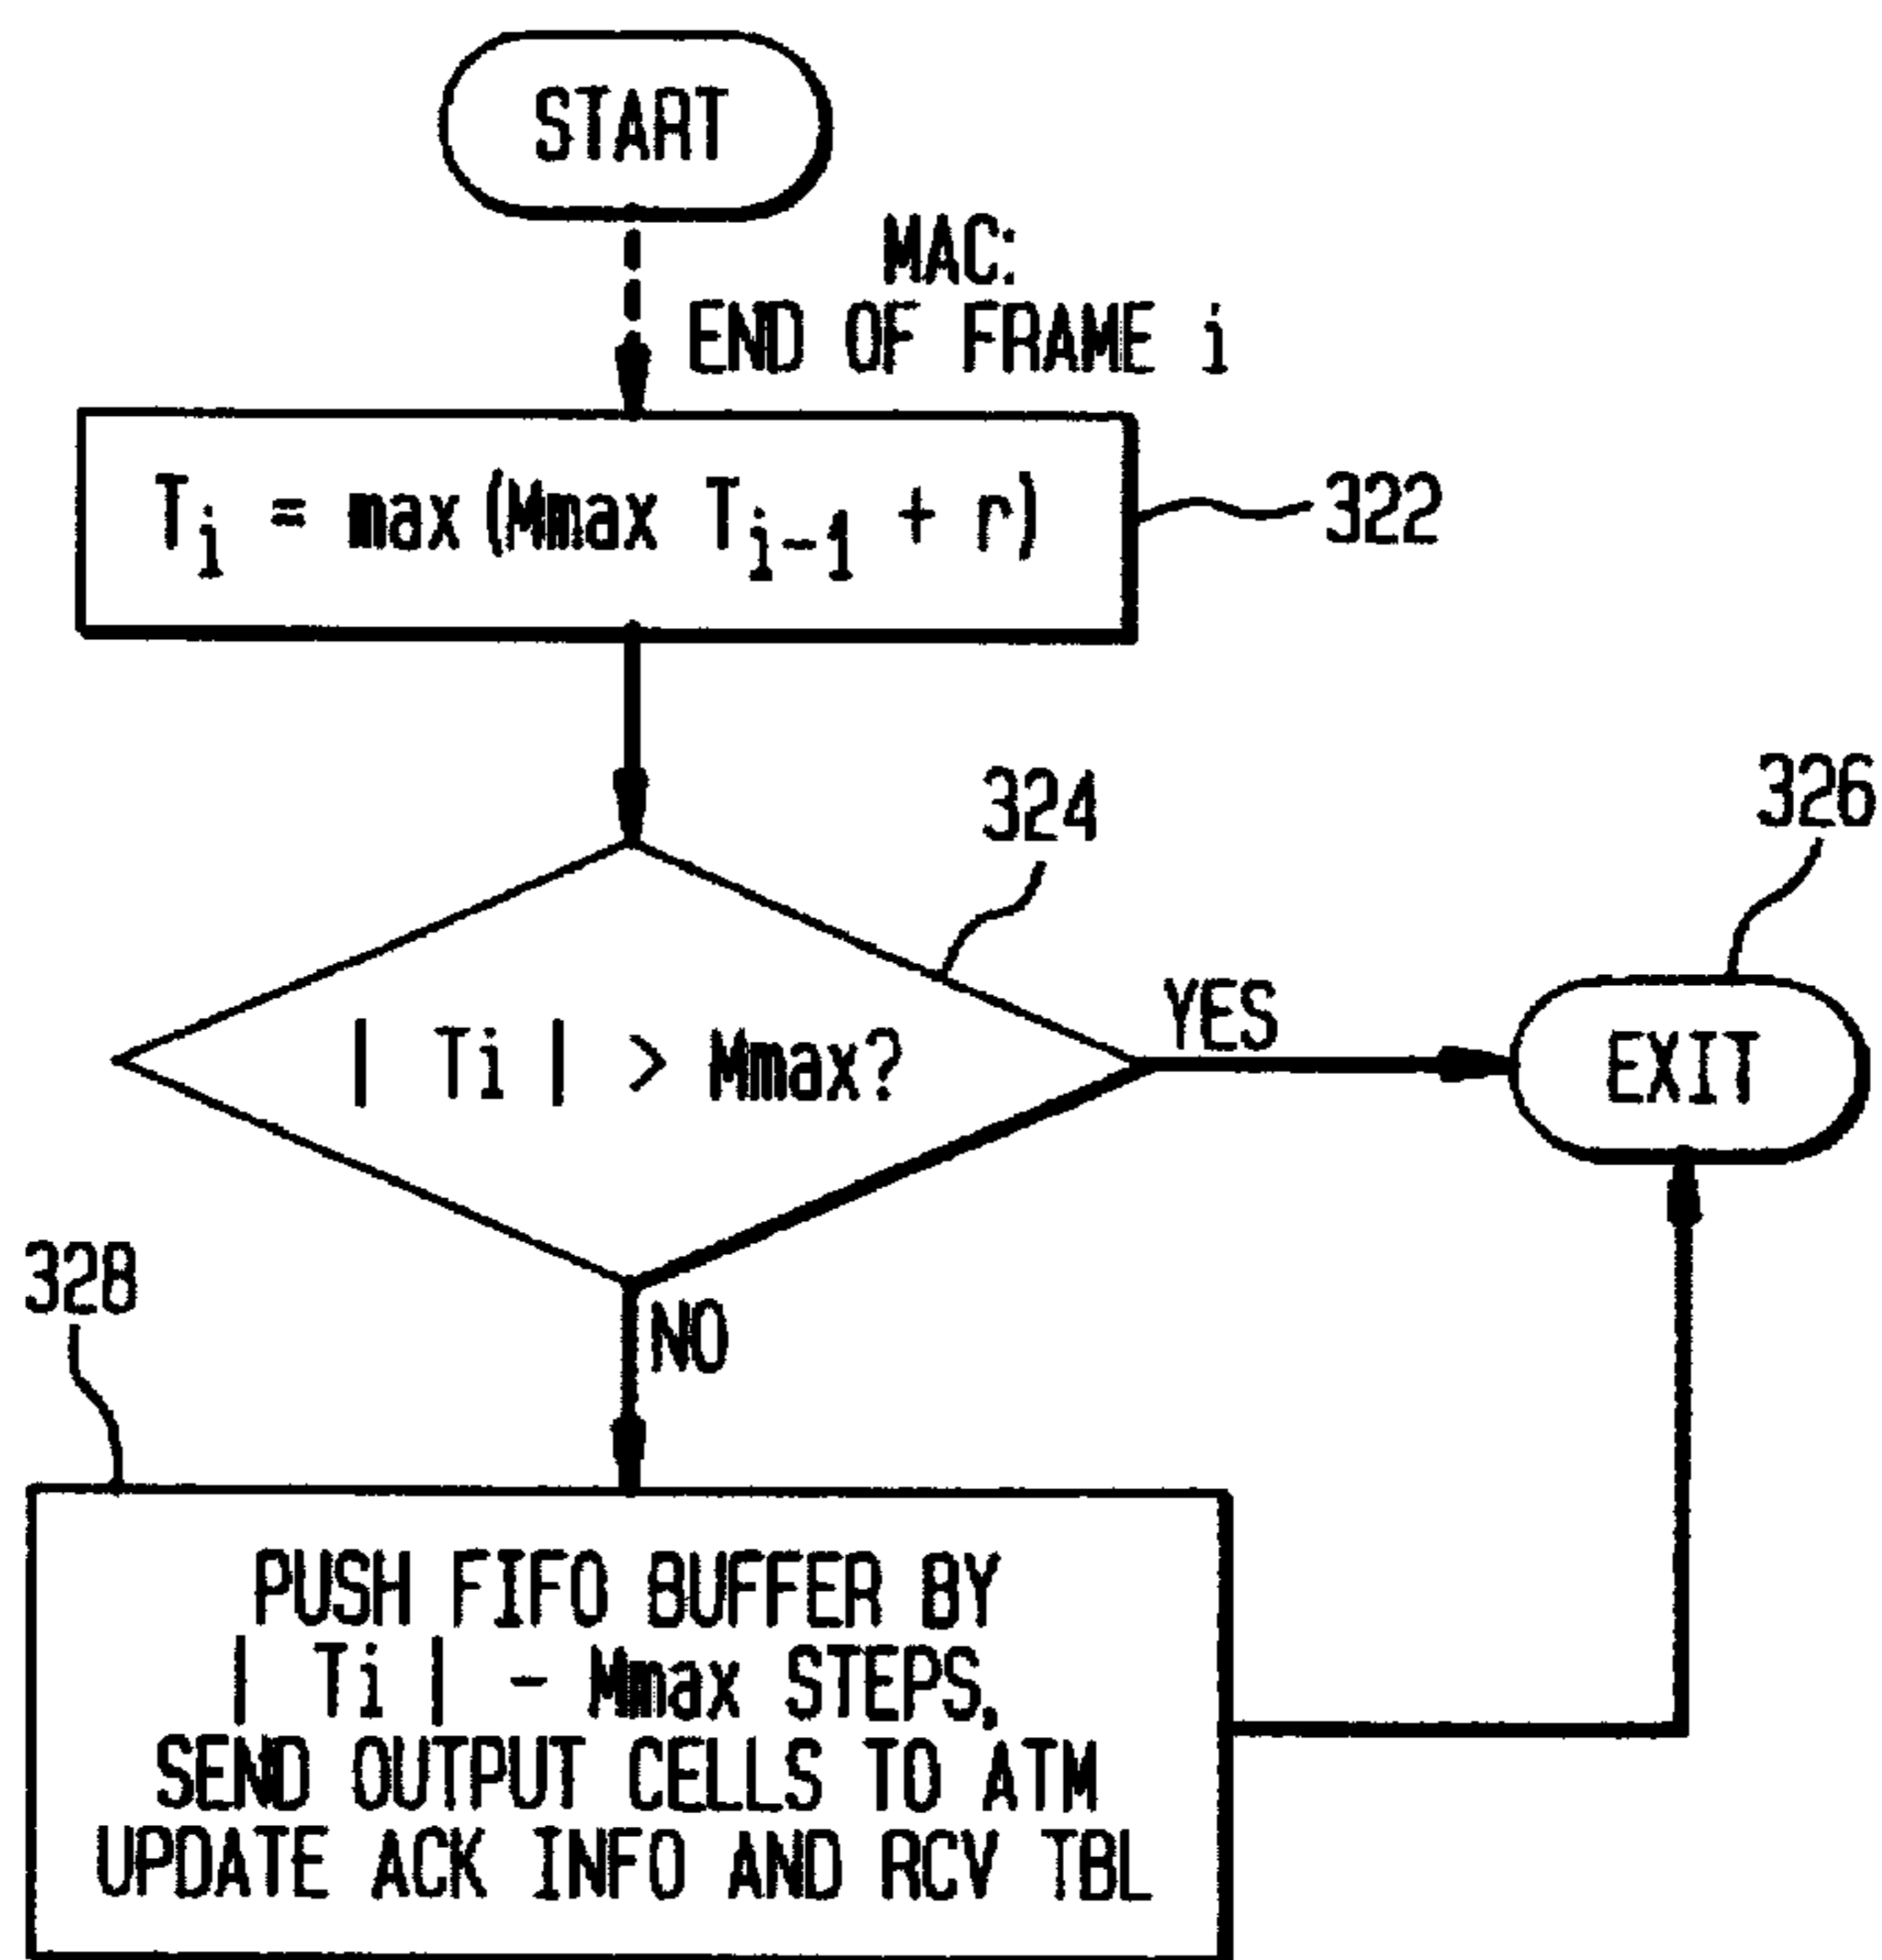 START
MAC:
END OF FRAME i
Ti = max(Mmax Ti-1 + r)
322
324
326
| Ti | > Mmax?
YES
EXIT
328
NO
PUSH FIFO BUFFER BY
| Ti | - Mmax STEPS,
SEND OUTPUT CELLS TO ATM
UPDATE ACK INFO AND RCV TBL